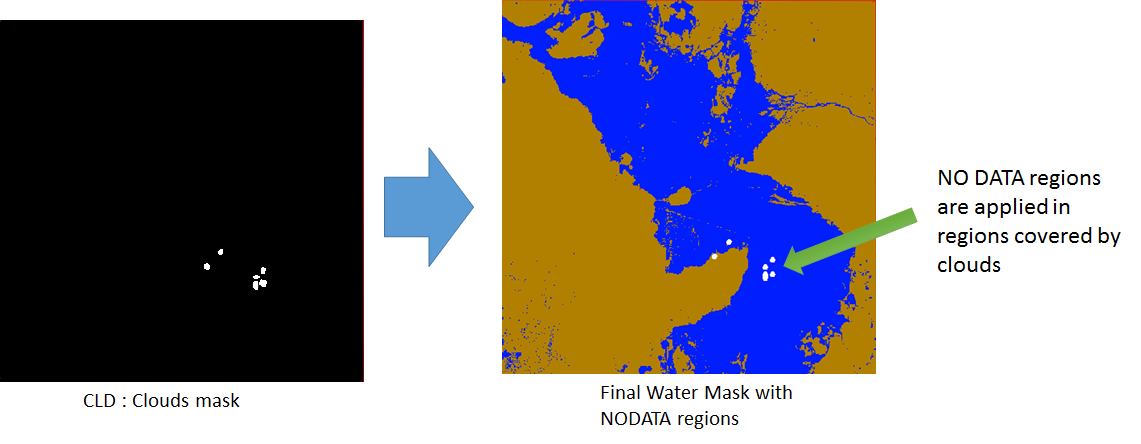 NO DATA regions
are applied in
regions covered by
clouds
CLD : Clouds mask
Final Water Mask with
NODATA regions